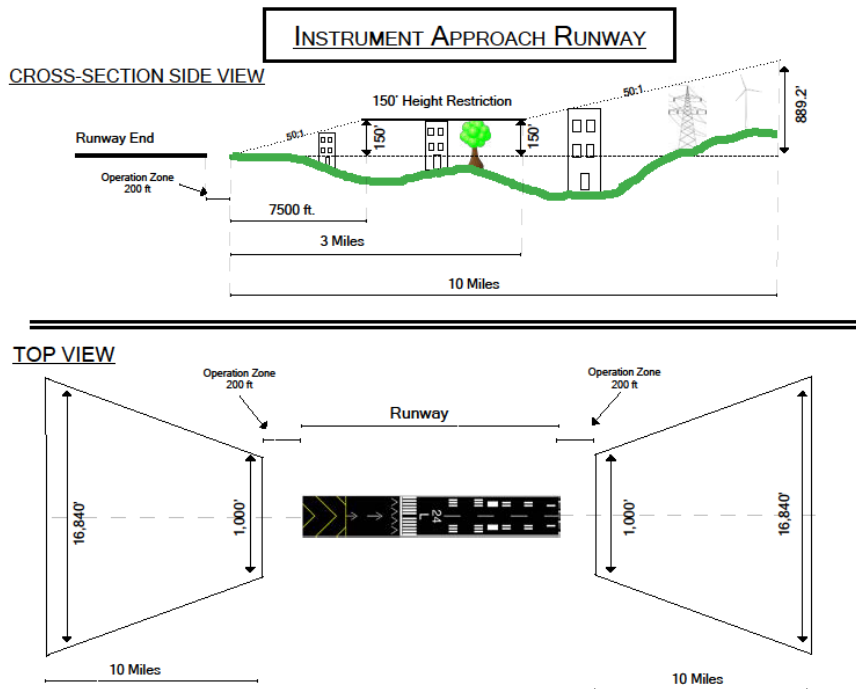 INSTRUMENT APPROACH RUNWAY
CROSS-SECTION SIDE VIEW
50:1
150' Height Restriction
50:1
889.2'
Runway End
150'
150'
Operation Zone
200 ft
7500 ft.
3 Miles
10 Miles
TOP VIEW
Operation Zone
200 ft
Operation Zone
200 ft
Runway
16,840'
1,000'
24
L
1,000'
16,840'
10 Miles
10 Miles